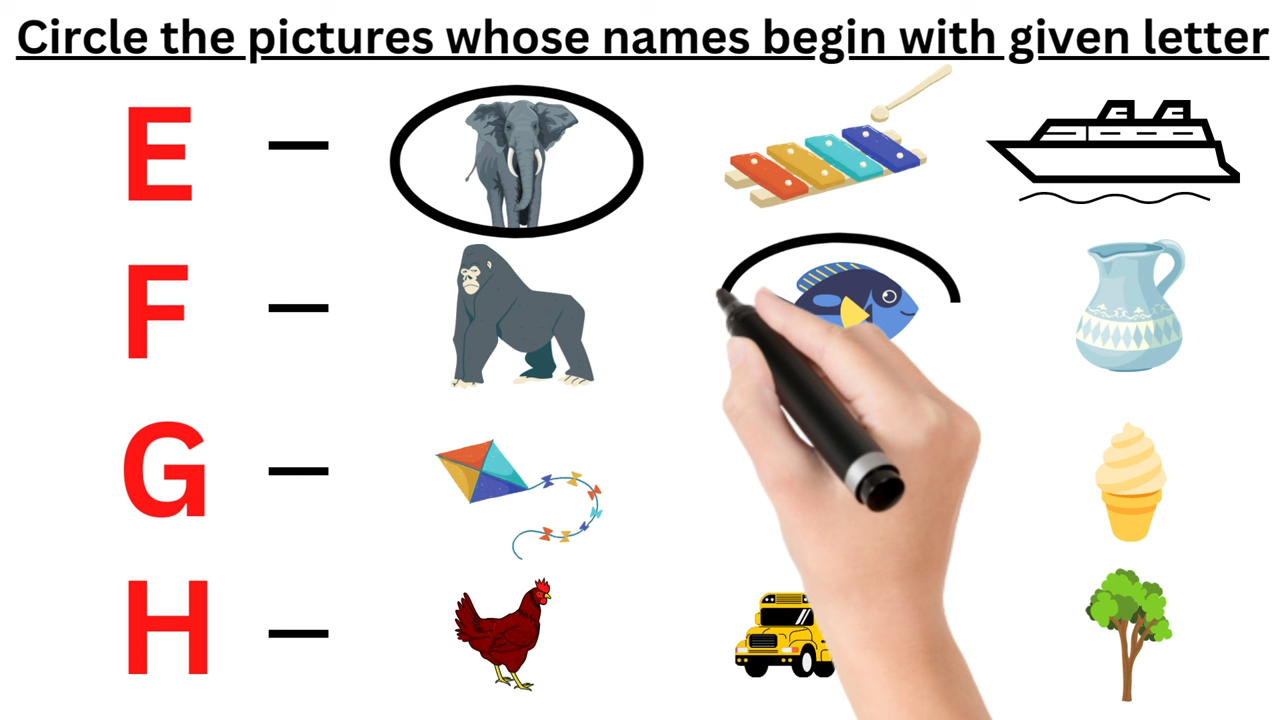 Circle the pictures whose names begin with given letter
E —
F —
G —
H —